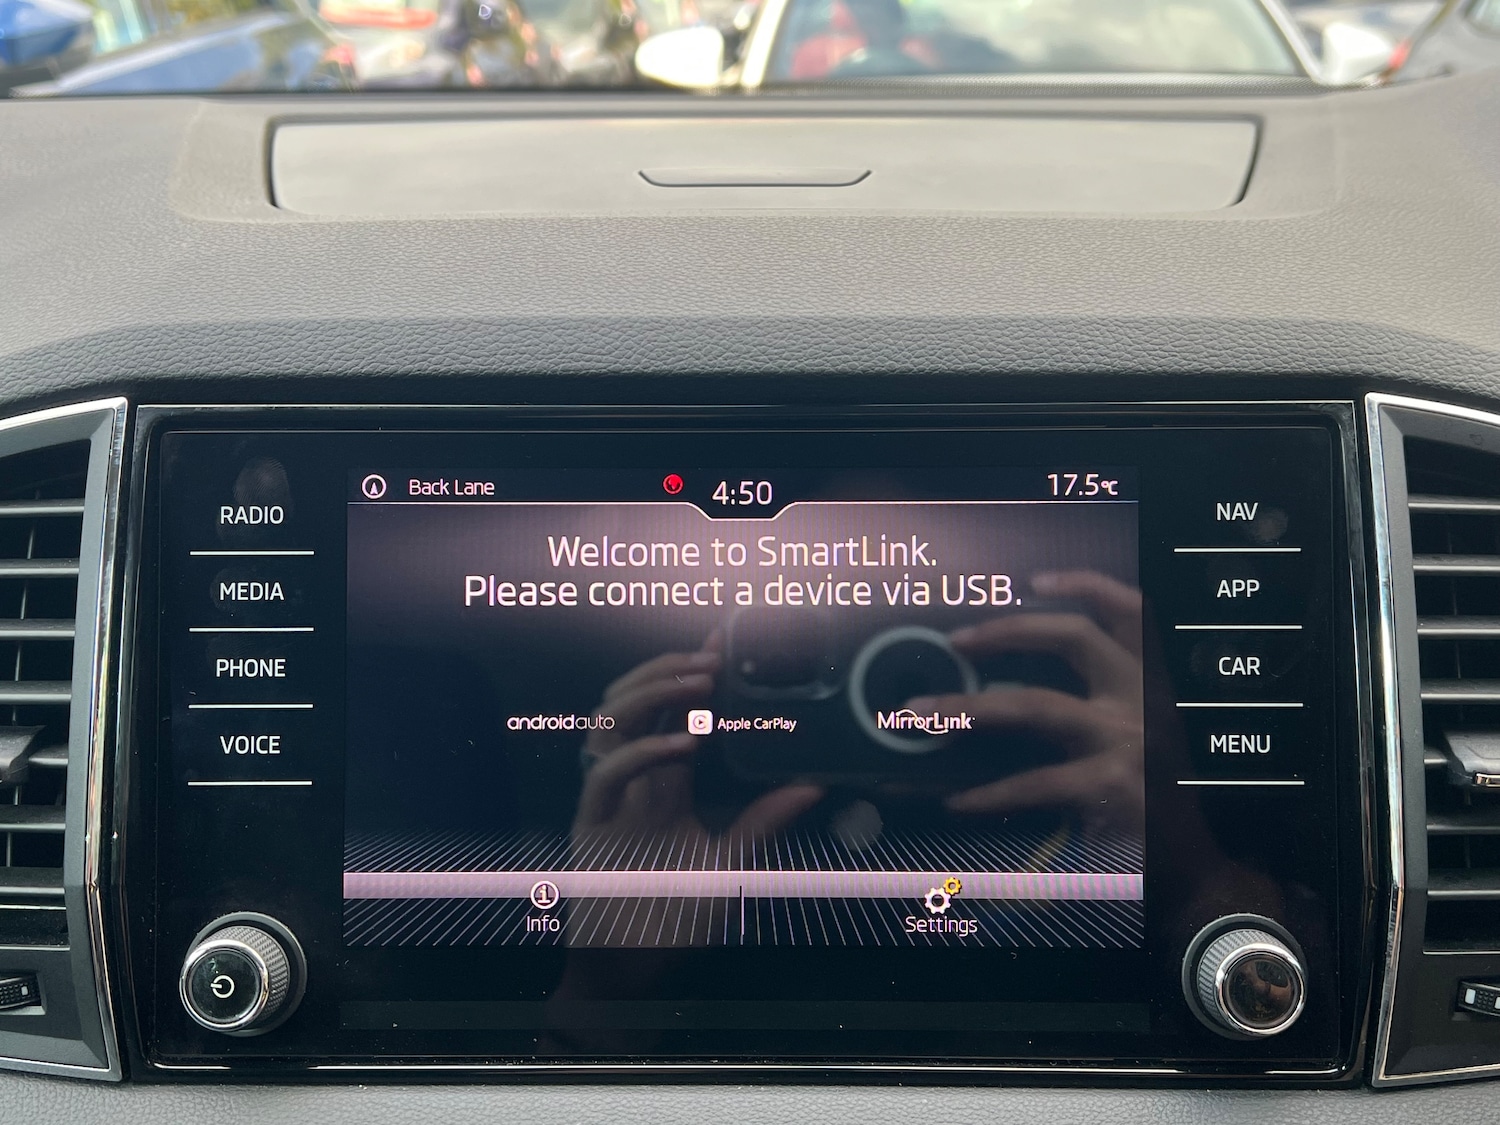 Back Lane
4:50
17.5°C
Welcome to SmartLink.
Please connect a device via USB.
androidauto
Apple CarPlay
MirrorLink
Info
Settings
RADIO
MEDIA
PHONE
VOICE
NAV
APP
CAR
MENU